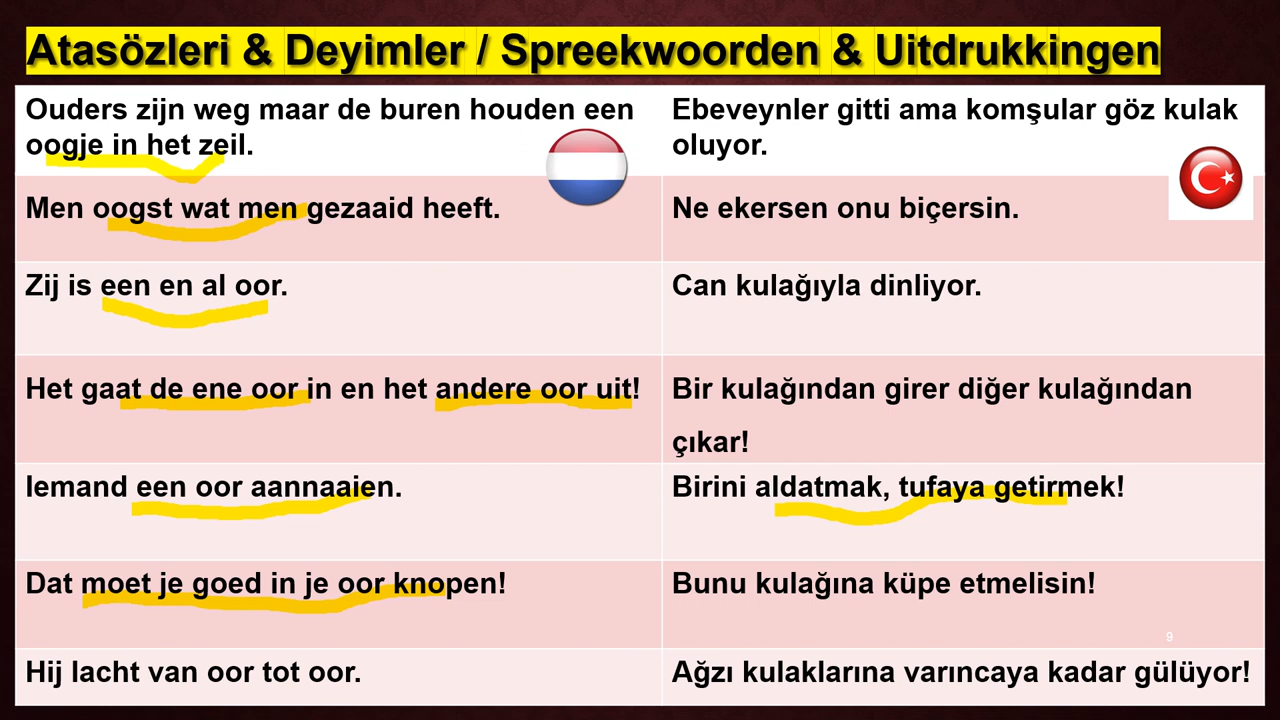 Atasözleri & Deyimler / Spreekwoorden & Uitdrukkingen
Ouders zijn weg maar de buren houden een
oogje in het zeil.
Ebeveynler gitti ama komşular göz kulak
oluyor.
Men oogst wat men gezaaid heeft.
Ne ekersen onu biçersin.
Zij is een en al oor.
Can kulağıyla dinliyor.
Het gaat de ene oor in en het andere oor uit!
Bir kulağından girer diğer kulağından
çıkar!
Iemand een oor aannaaien.
Birini aldatmak, tufaya getirmek!
Dat moet je goed in je oor knopen!
Bunu kulağına küpe etmelisin!
9
Hij lacht van oor tot oor.
Ağzı kulaklarına varıncaya kadar gülüyor!